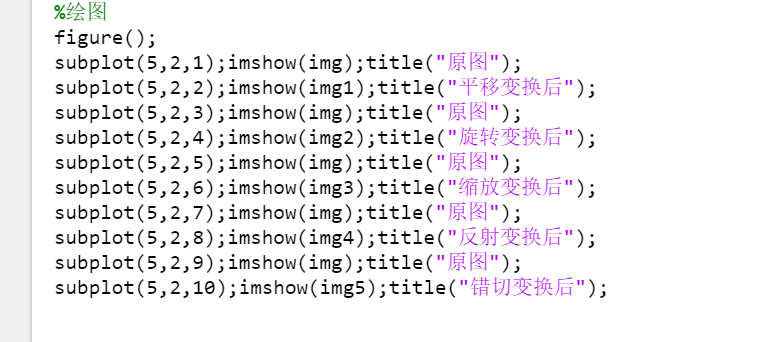 %绘图
figure();
subplot(5,2,1);imshow(img);title("原图");
subplot(5,2,2);imshow(img1);title("平移变换后");
subplot(5,2,3);imshow(img);title("原图");
subplot(5,2,4);imshow(img2);title("旋转变换后");
subplot(5,2,5);imshow(img);title("原图");
subplot(5,2,6);imshow(img3);title("缩放变换后");
subplot(5,2,7);imshow(img);title("原图");
subplot(5,2,8);imshow(img4);title("反射变换后");
subplot(5,2,9);imshow(img);title("原图");
subplot(5,2,10);imshow(img5);title("错切变换后");